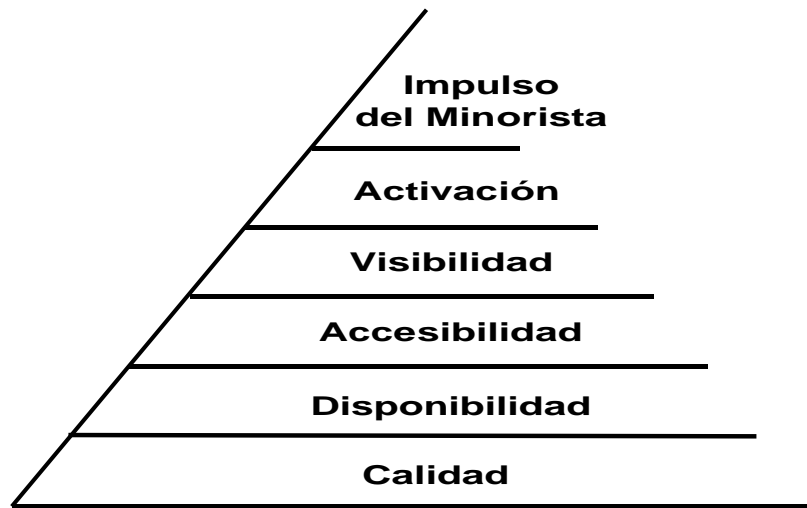 Impulso
del Minorista
Activación
Visibilidad
Accesibilidad
Disponibilidad
Calidad